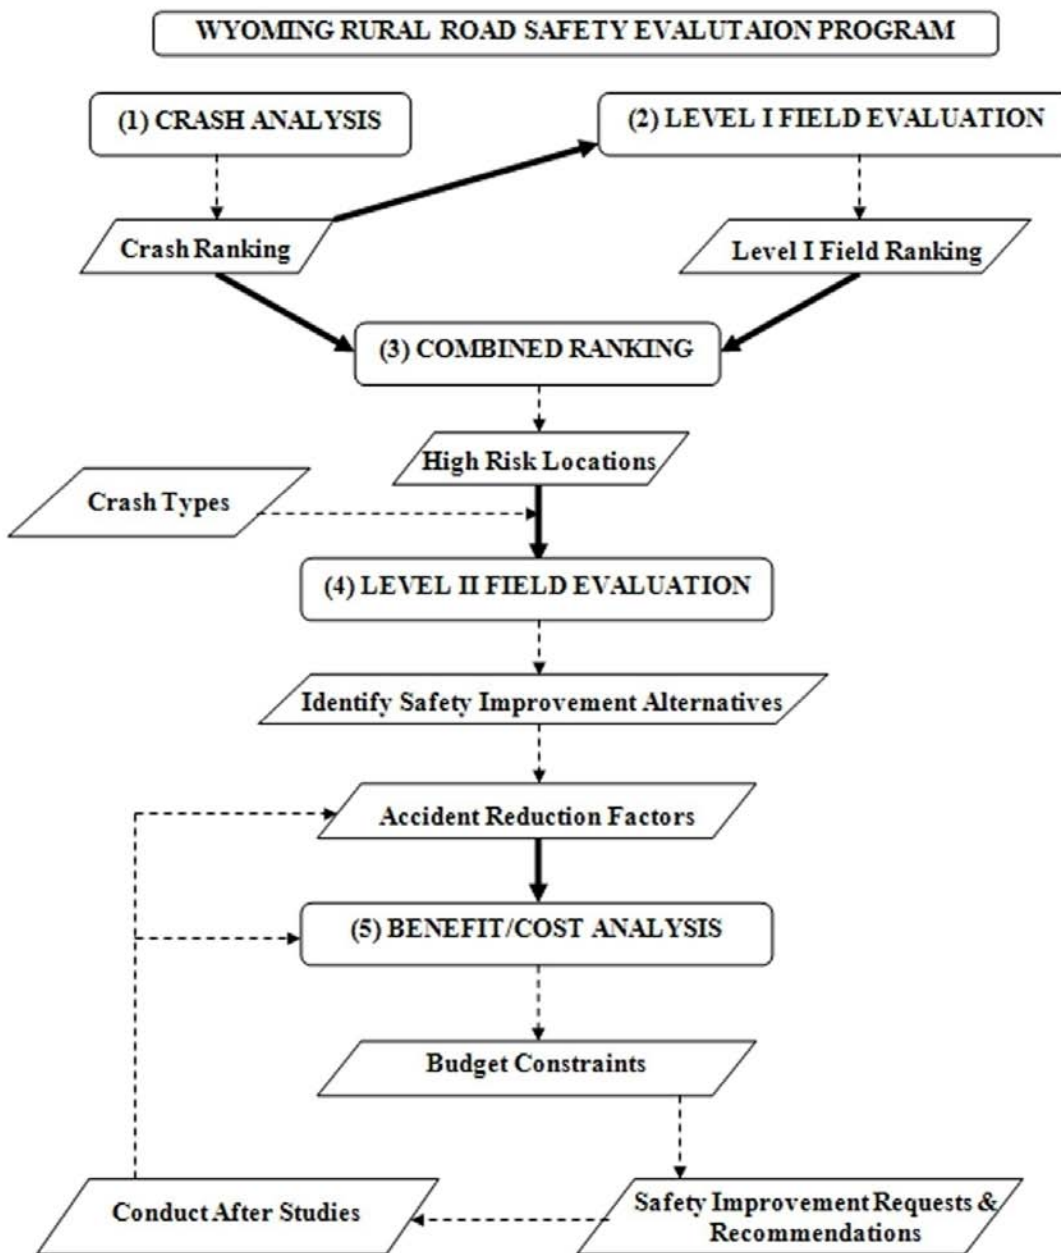 WYOMING RURAL ROAD SAFETY EVALUTAION PROGRAM
(1) CRASH ANALYSIS
(2) LEVEL I FIELD EVALUATION
Crash Ranking
Level I Field Ranking
(3) COMBINED RANKING
High Risk Locations
Crash Types
(4) LEVEL II FIELD EVALUATION
Identify Safety Improvement Alternatives
Accident Reduction Factors
(5) BENEFIT/COST ANALYSIS
Budget Constraints
Conduct After Studies
Safety Improvement Requests &
Recommendations